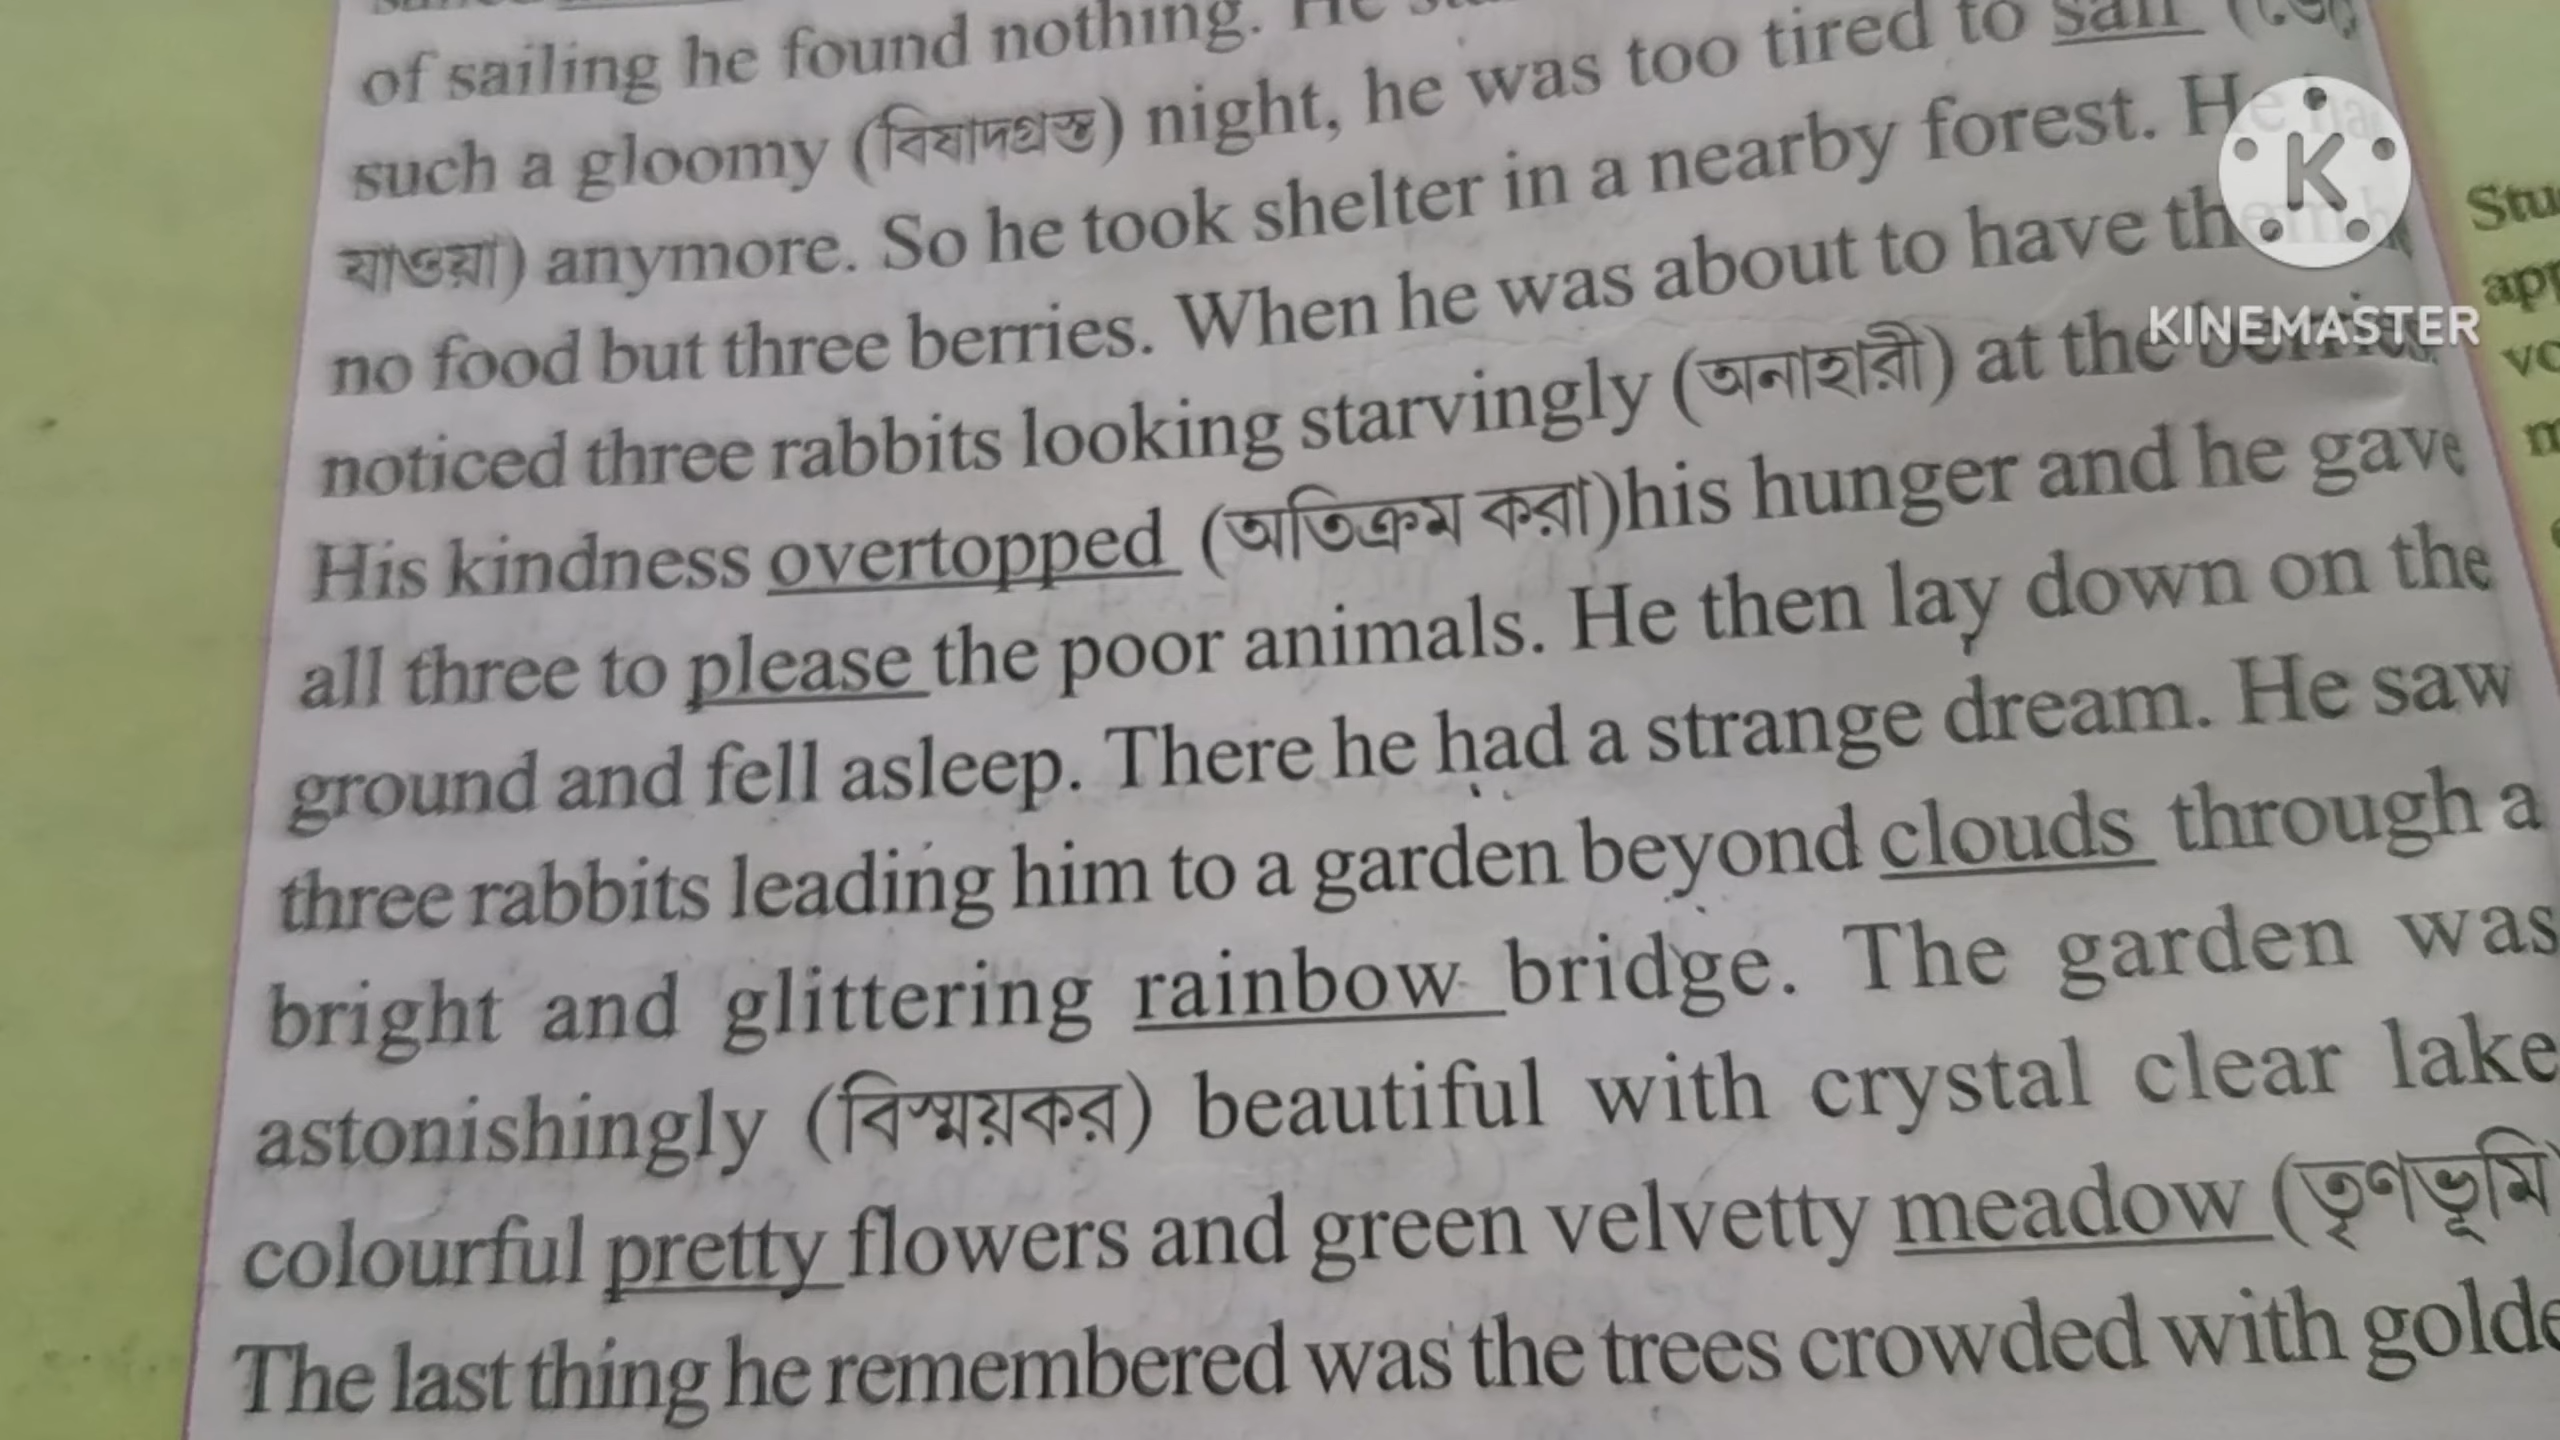 of sailing he found nothing. He
such a gloomy (বিষাদগ্রস্ত) night, he was too tired to sail
যাওয়া) anymore. So he took shelter in a nearby forest. He
no food but three berries. When he was about to have them
noticed three rabbits looking starvingly (অনাহারী) at the berries
His kindness overtopped (অতিক্রম করা)his hunger and he gave
all three to please the poor animals. He then lay down on the
ground and fell asleep. There he had a strange dream. He saw
three rabbits leading him to a garden beyond clouds through a
bright and glittering rainbow bridge. The garden was
astonishingly (বিস্ময়কর) beautiful with crystal clear lake
colourful pretty flowers and green velvetty meadow (তৃণভূমি
The last thing he remembered was the trees crowded with
K
KINEMASTER